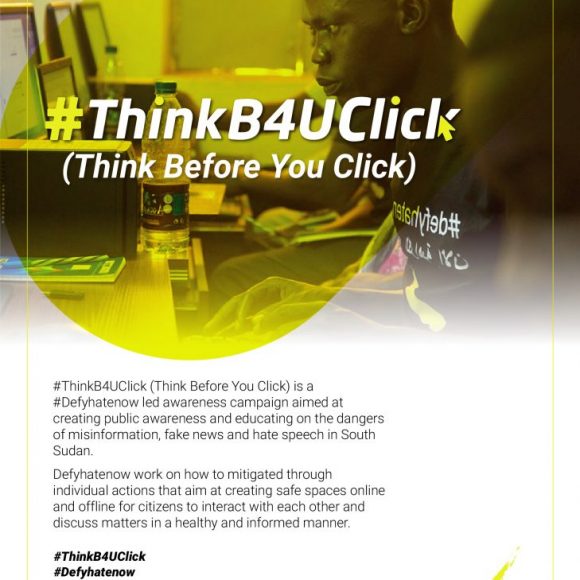 #ThinkB4UClick
(Think Before You Click)
#defyhaten
#ThinkB4UClick (Think Before You Click) is a
#Defyhatenow led awareness campaign aimed at
creating public awareness and educating on the dangers
of misinformation, fake news and hate speech in South
Sudan.
Defyhatenow work on how to mitigated through
individual actions that aim at creating safe spaces online
and offline for citizens to interact with each other and
discuss matters in a healthy and informed manner.
#ThinkB4UClick
#Defyhatenow